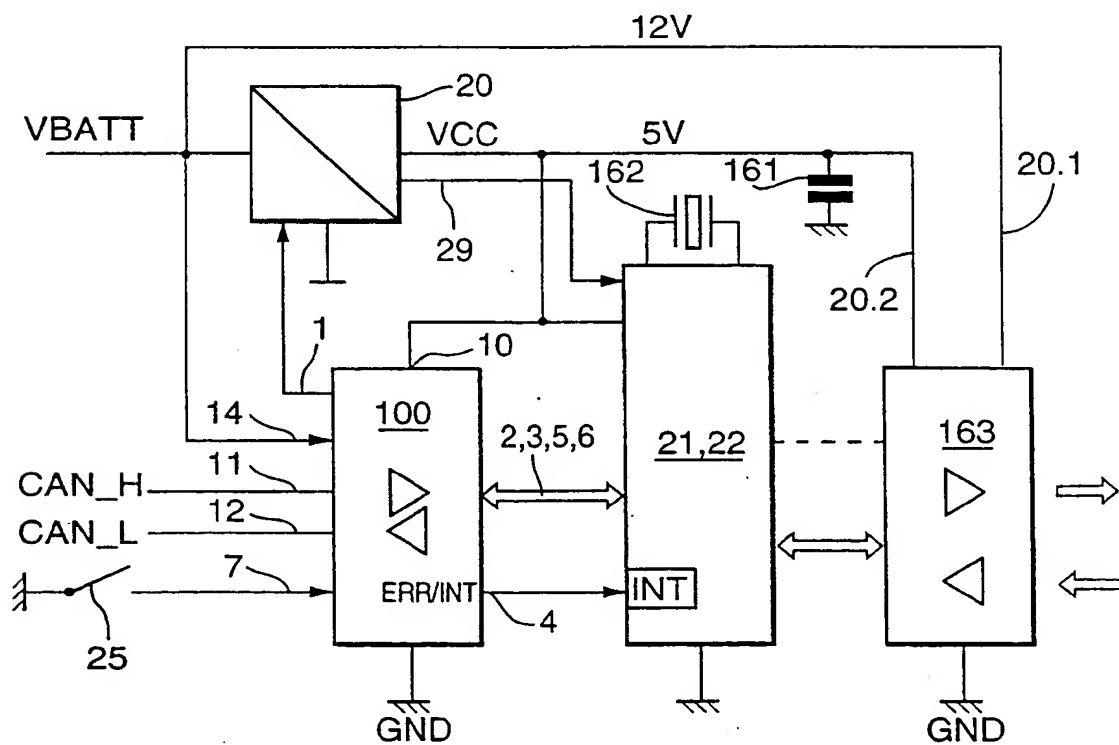 12V
20
VBATT
VCC
5V
162
161
29
20.1
20.2
1
10
14
100
2,3,5,6
21,22
163
CAN_H
11
CAN_L
12
7
ERR/INT
INT
4
25
GND
GND